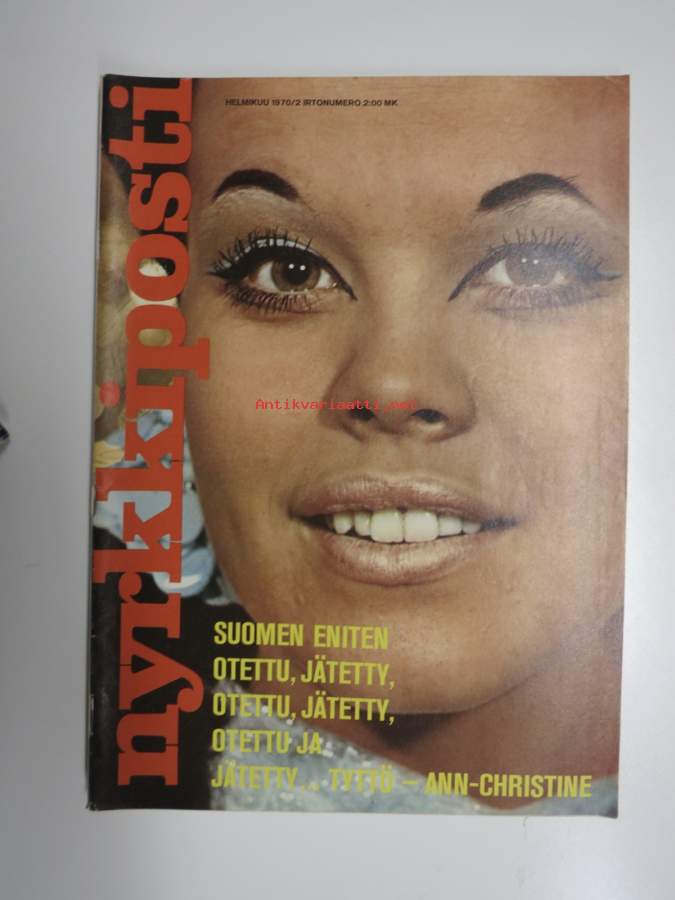 HELMIKUU 1970/2 IRTONUMERO 2:00 MK
nyrkkiposti
Antikvariaatti.net
SUOMEN ENITEN
OTETTU, JÄTETTY,
OTETTU, JÄTETTY,
OTETTU JA
JÄTETTY... TYTTÖ – ANN-CHRISTINE